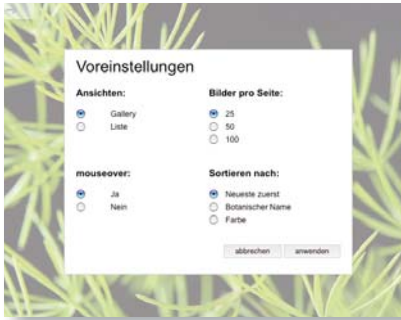 Voreinstellungen
Ansichten:
Gallery
Liste
Bilder pro Seite:
25
50
100
mouseover:
Ja
Nein
Sortieren nach:
Neueste zuerst
Botanischer Name
Farbe
abbrechen
anwenden